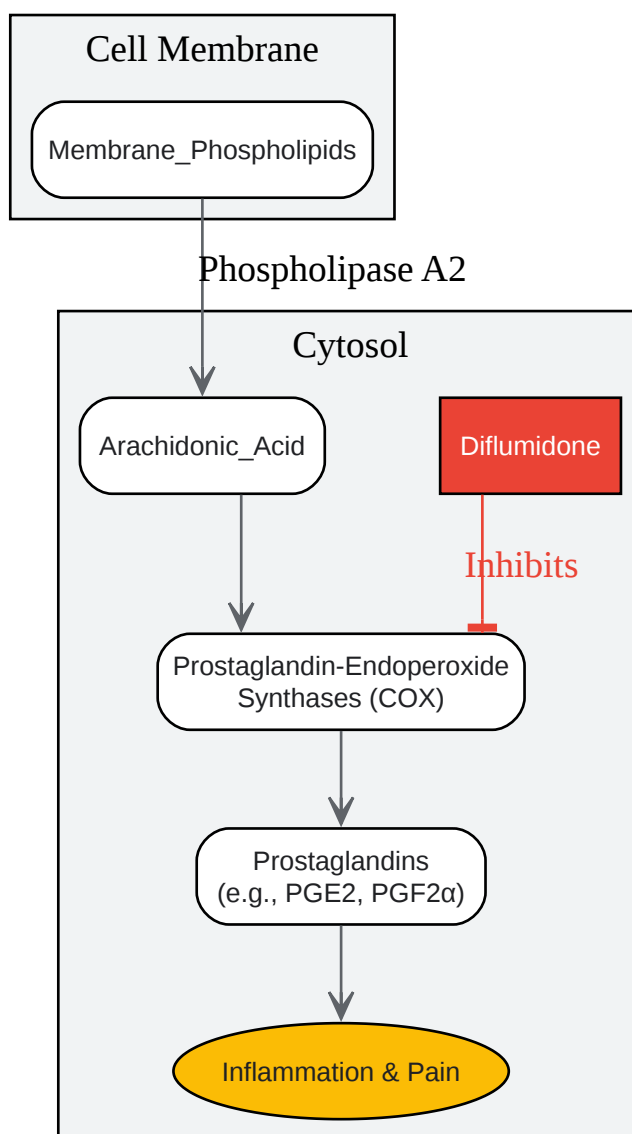 Cell Membrane
Membrane_Phospholipids
Phospholipase A2
Cytosol
Arachidonic_Acid
Diflumidone
Inhibits
Prostaglandin-Endoperoxide
Synthases (COX)
Prostaglandins
(e.g., PGE2, PGF2α)
Inflammation & Pain